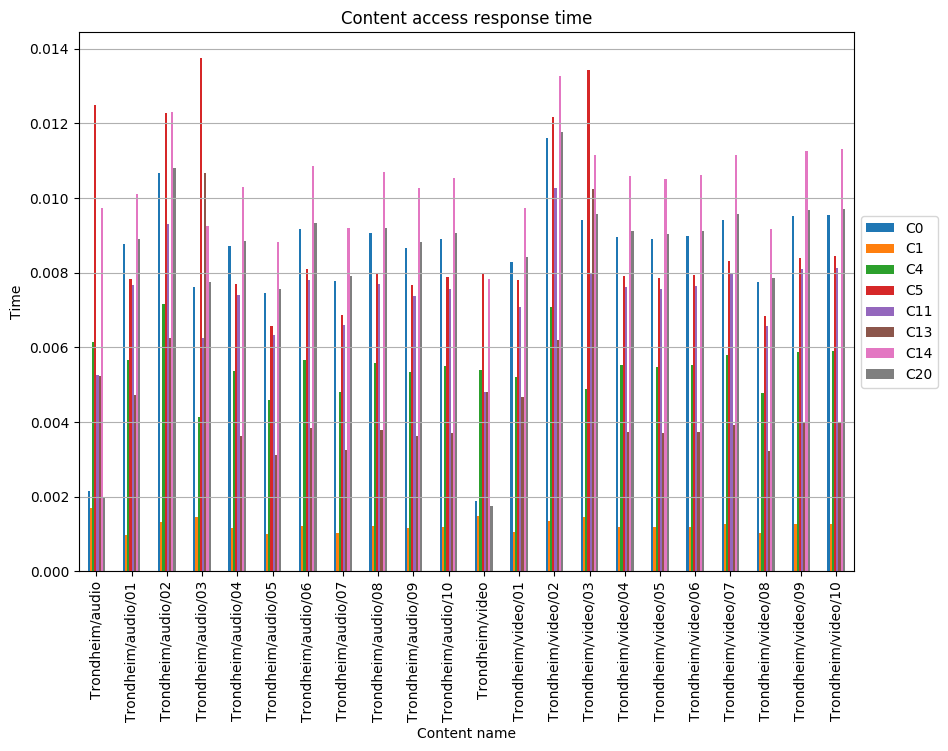 Content access response time
0.014
0.012
0.010
0.008
0.006
0.004
0.002
0.000
Time
C0
C1
C4
C5
C11
C13
C14
C20
Trondheim/audio
Trondheim/audio/01
Trondheim/audio/02
Trondheim/audio/03
Trondheim/audio/04
Trondheim/audio/05
Trondheim/audio/06
Trondheim/audio/07
Trondheim/audio/08
Trondheim/audio/09
Trondheim/audio/10
Trondheim/video
Trondheim/video/01
Trondheim/video/02
Trondheim/video/03
Trondheim/video/04
Trondheim/video/05
Trondheim/video/06
Trondheim/video/07
Trondheim/video/08
Trondheim/video/09
Trondheim/video/10
Content name